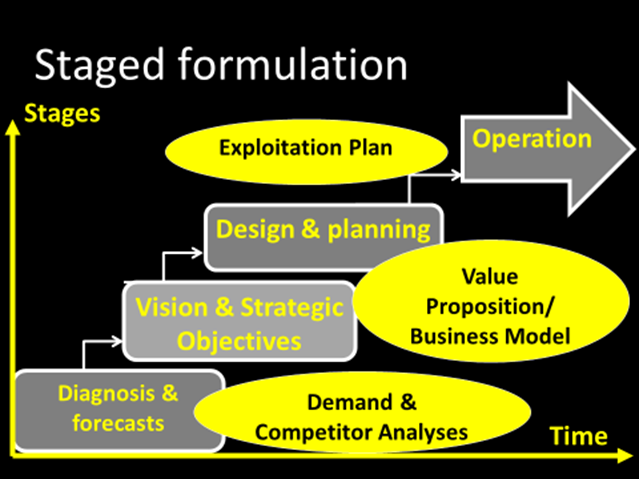 Staged formulation
Stages
Exploitation Plan
Operation
Design & planning
Value
Proposition/
Business Model
Vision & Strategic
Objectives
Diagnosis &
forecasts
Demand &
Competitor Analyses
Time